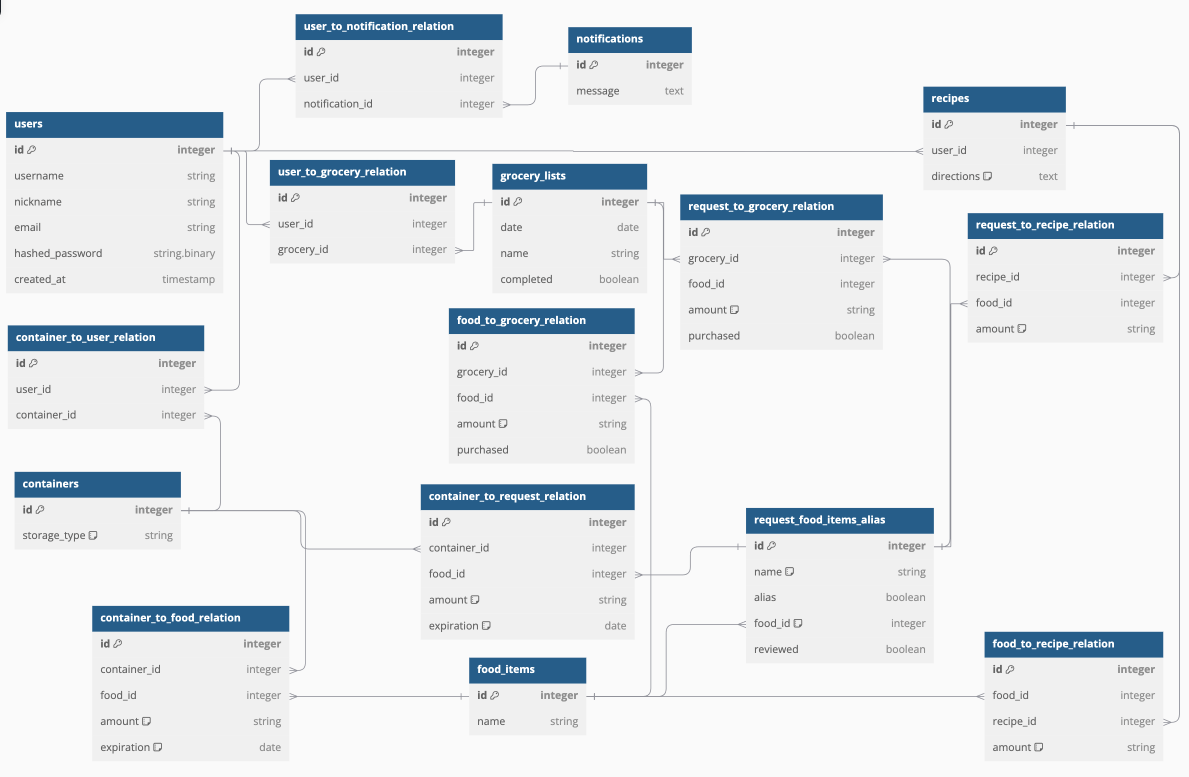 user_to_notification_relation
id integer
user_id integer
notification_id integer
notifications
id integer
message text
recipes
id integer
user_id integer
directions text
users
id integer
username string
nickname string
email string
hashed_password string.binary
created_at timestamp
user_to_grocery_relation
id integer
user_id integer
grocery_id integer
grocery_lists
id integer
date date
name string
completed boolean
request_to_grocery_relation
id integer
grocery_id integer
food_id integer
amount string
purchased boolean
request_to_recipe_relation
id integer
recipe_id integer
food_id integer
amount string
container_to_user_relation
id integer
user_id integer
container_id integer
food_to_grocery_relation
id integer
grocery_id integer
food_id integer
amount string
purchased boolean
containers
id integer
storage_type string
container_to_request_relation
id integer
container_id integer
food_id integer
amount string
expiration date
request_food_items_alias
id integer
name string
alias boolean
food_id integer
reviewed boolean
container_to_food_relation
id integer
container_id integer
food_id integer
amount string
expiration date
food_items
id integer
name string
food_to_recipe_relation
id integer
food_id integer
recipe_id integer
amount string